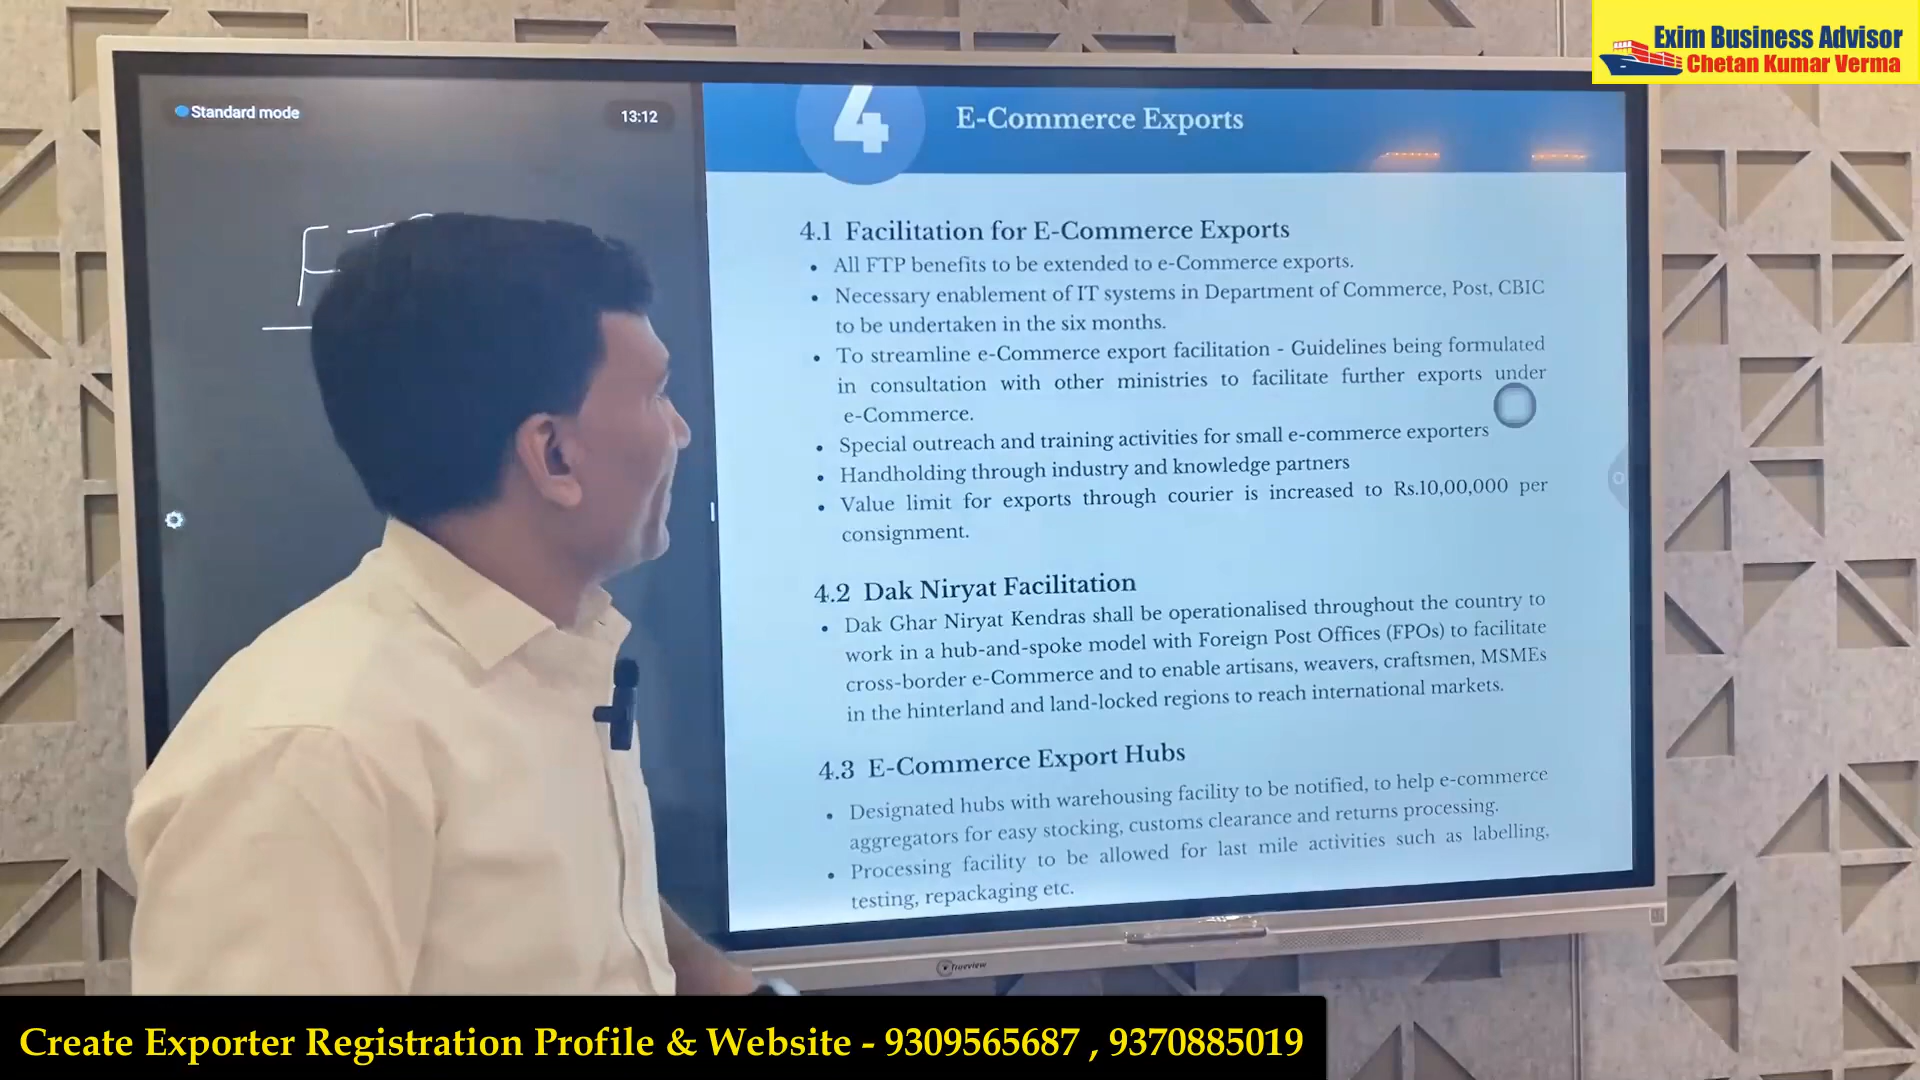 Exim Business Advisor
Chetan Kumar Verma
Standard mode
13:12
4
E-Commerce Exports
4.1 Facilitation for E-Commerce Exports
• All FTP benefits to be extended to e-Commerce exports.
• Necessary enablement of IT systems in Department of Commerce, Post, CBIC
to be undertaken in the six months.
• To streamline e-Commerce export facilitation - Guidelines being formulated
in consultation with other ministries to facilitate further exports under
e-Commerce.
• Special outreach and training activities for small e-commerce exporters
• Handholding through industry and knowledge partners
• Value limit for exports through courier is increased to Rs.10,00,000 per
consignment.
4.2 Dak Niryat Facilitation
• Dak Ghar Niryat Kendras shall be operationalised throughout the country to
work in a hub-and-spoke model with Foreign Post Offices (FPOs) to facilitate
cross-border e-Commerce and to enable artisans, weavers, craftsmen, MSMEs
in the hinterland and land-locked regions to reach international markets.
4.3 E-Commerce Export Hubs
• Designated hubs with warehousing facility to be notified, to help e-commerce
aggregators for easy stocking, customs clearance and returns processing.
• Processing facility to be allowed for last mile activities such as labelling,
testing, repackaging etc.
Trueview
Create Exporter Registration Profile & Website - 9309565687 , 9370885019